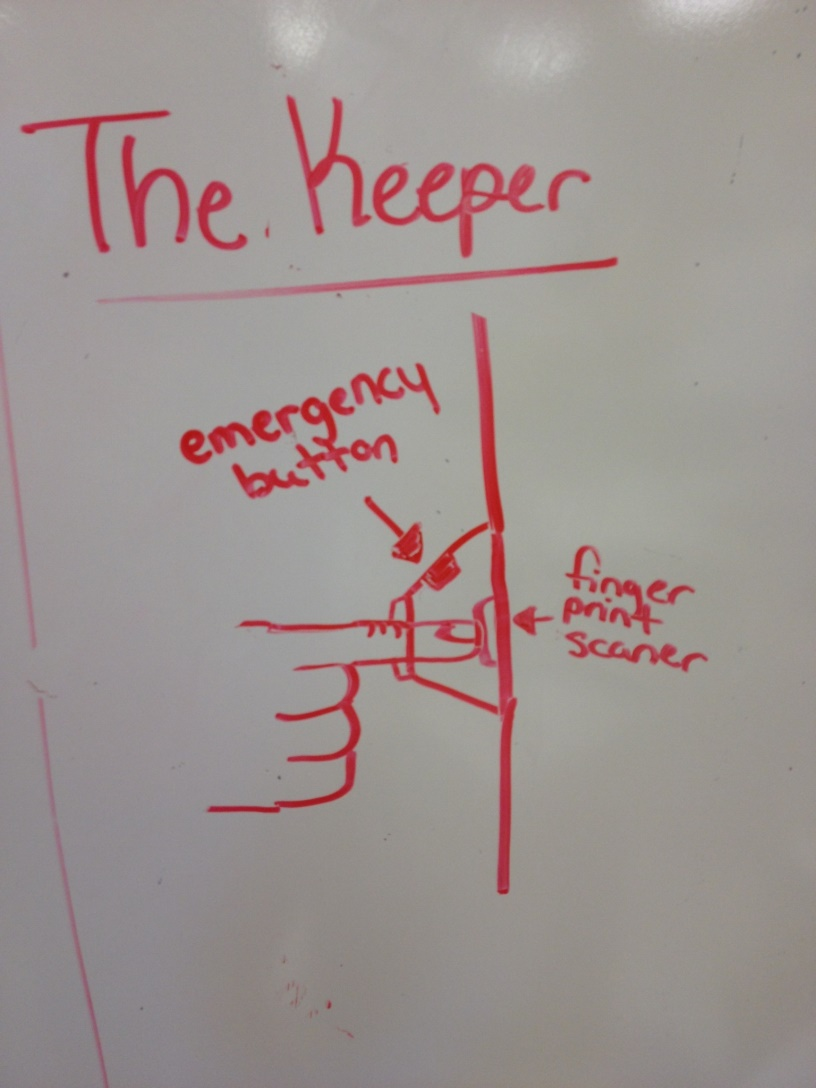 The Keeper
emergency
button
finger
print
scaner